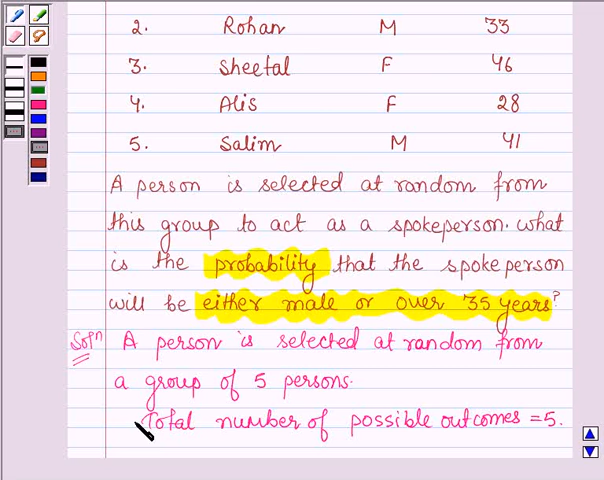 2. Rohan M 33
3. Sheetal F 46
4. Alis F 28
5. Salim M 41
A person is selected at random from
this group to act as a spokeperson. what
is the probability that the spokeperson
will be either male or over 35 years?
Solⁿ A person is selected at random from
a group of 5 persons.
Total number of possible outcomes = 5.